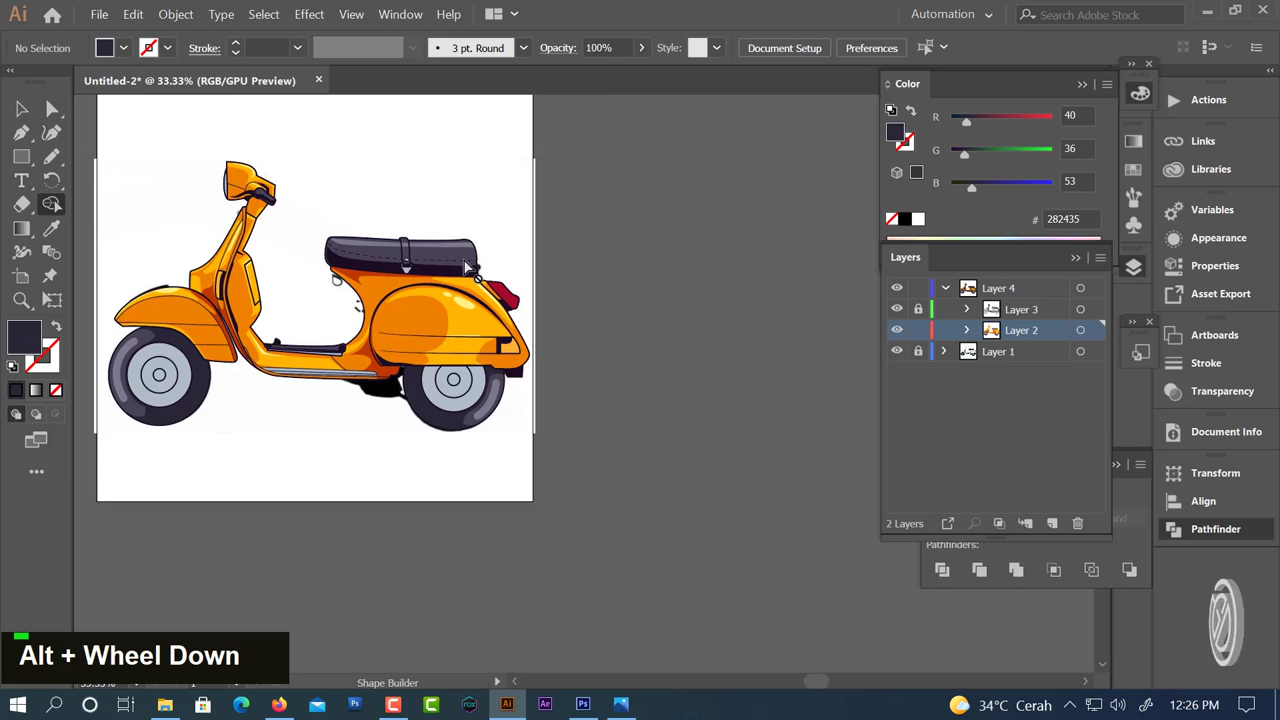 Ai File Edit Object Type Select Effect View Window Help Automation Search Adobe Stock
No Selection Stroke: 3 pt. Round Opacity: 100% Style: Document Setup Preferences
Untitled-2* @ 33.33% (RGB/GPU Preview)
Color
R 40
G 36
B 53
# 282435
Layers
Layer 4
Layer 3
Layer 2
Layer 1
2 Layers
Pathfinders:
Actions
Links
Libraries
Variables
Appearance
Properties
Asset Export
Artboards
Stroke
Transparency
Document Info
Transform
Align
Pathfinder
Alt + Wheel Down
Shape Builder
34°C Cerah 12:26 PM